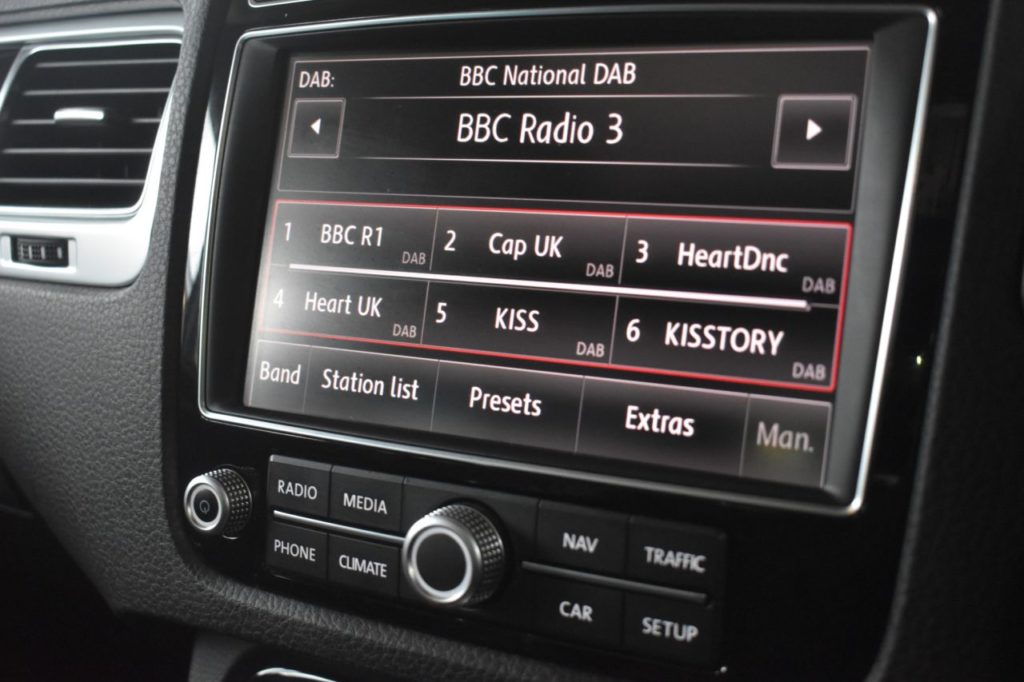 DAB: BBC National DAB
BBC Radio 3
1 BBC R1 DAB 2 Cap UK DAB 3 HeartDnc DAB
4 Heart UK DAB 5 KISS DAB 6 KISSTORY DAB
Band Station list Presets Extras Man.
RADIO MEDIA NAV TRAFFIC
PHONE CLIMATE CAR SETUP